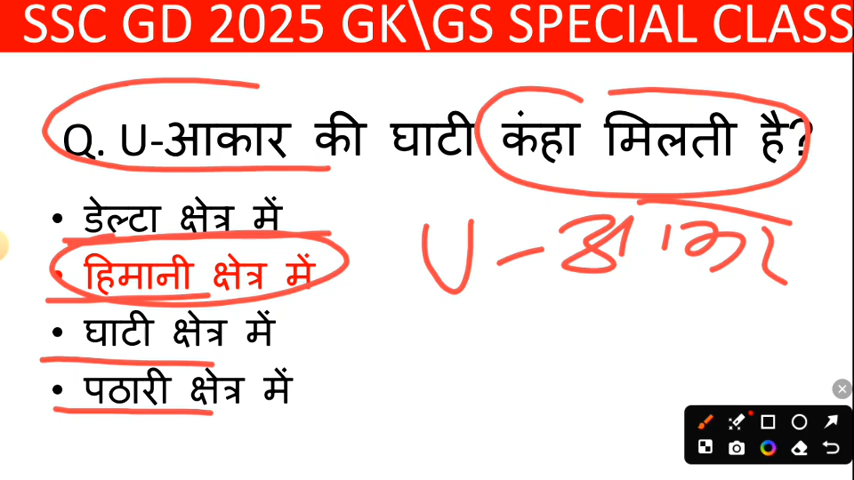 SSC GD 2025 GK\GS SPECIAL CLASS
Q. U-आकार की घाटी कंहा मिलती है?
• डेल्टा क्षेत्र में
• हिमानी क्षेत्र में
• घाटी क्षेत्र में
• पठारी क्षेत्र में
U-आकार